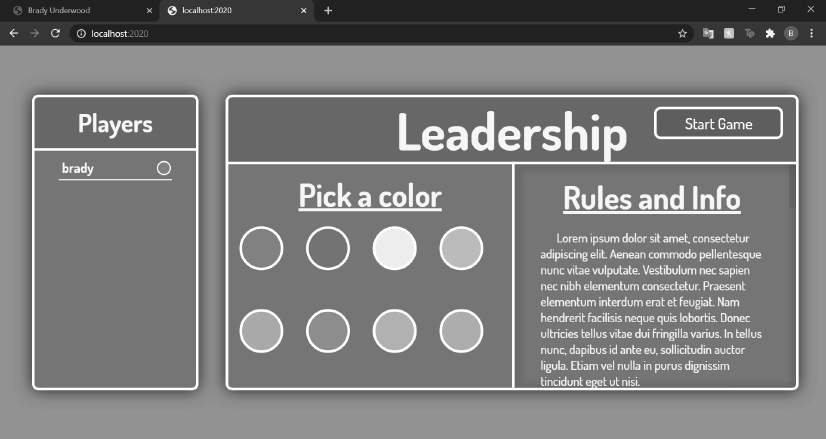 Brady Underwood
localhost:2020
localhost:2020
B
Players
brady
Leadership
Start Game
Pick a color
Rules and Info
Lorem ipsum dolor sit amet, consectetur
adipiscing elit. Aenean commodo pellentesque
nunc vitae vulputate. Vestibulum nec sapien
nec nibh elementum consectetur. Praesent
elementum interdum erat et feugiat. Nam
hendrerit facilisis neque quis lobortis. Donec
ultricies tellus vitae dui fringilla varius. In tellus
nunc, dapibus id ante eu, sollicitudin auctor
ligula. Etiam vel nulla in purus dignissim
tincidunt eget ut nisi.